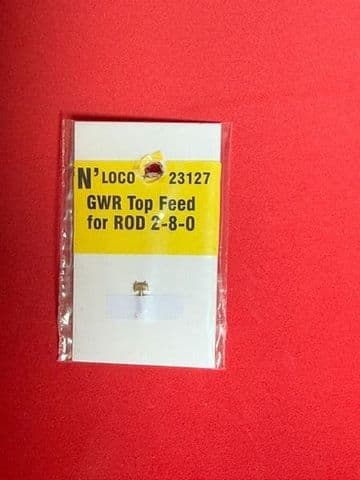 N' LOCO 23127
GWR Top Feed
for ROD 2-8-0